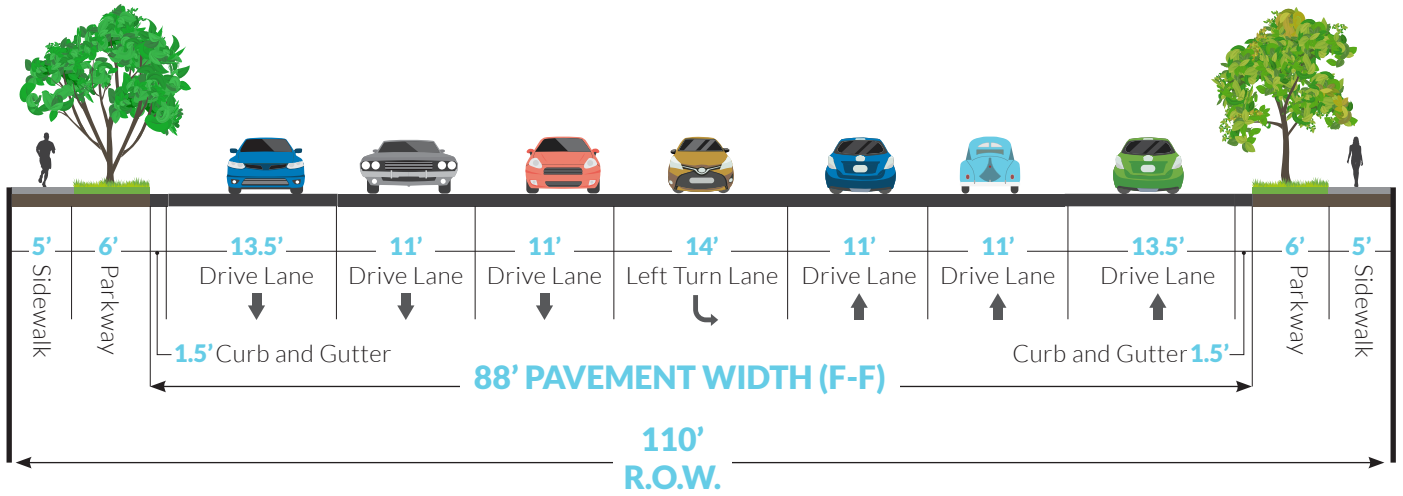 5’
6’
13.5’
11’
11’
14’
11’
11’
13.5’
6’
5’
Sidewalk
Parkway
Drive Lane
Drive Lane
Drive Lane
Left Turn Lane
Drive Lane
Drive Lane
Drive Lane
Parkway
Sidewalk
1.5’ Curb and Gutter
Curb and Gutter 1.5’
88’ PAVEMENT WIDTH (F-F)
110’
R.O.W.